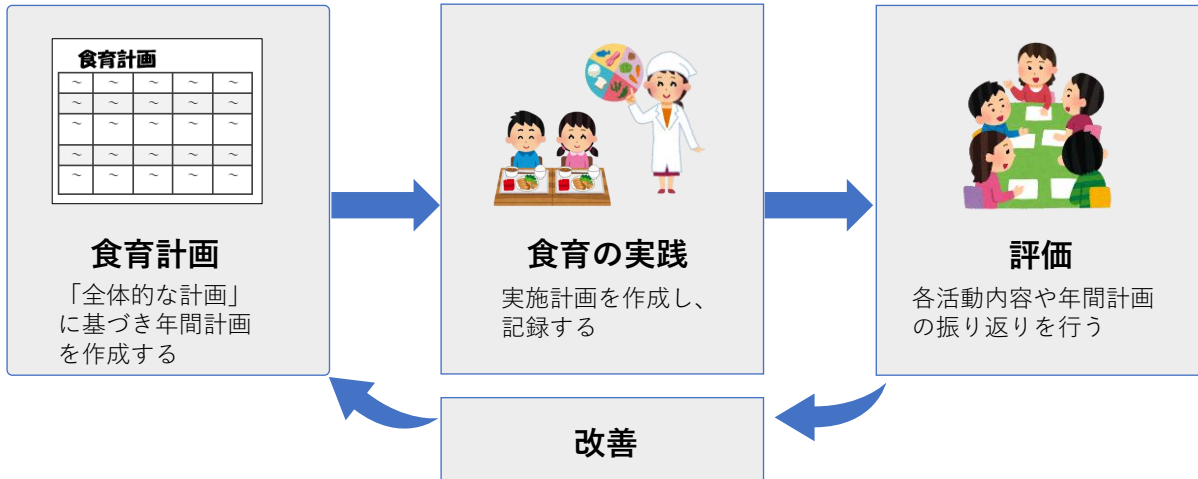 食育計画
～ ～ ～ ～ ～
～ ～ ～ ～ ～
～ ～ ～ ～ ～
～ ～ ～ ～ ～
～ ～ ～ ～ ～
食育計画
「全体的な計画」
に基づき年間計画
を作成する
食育の実践
実施計画を作成し、
記録する
評価
各活動内容や年間計画
の振り返りを行う
改善